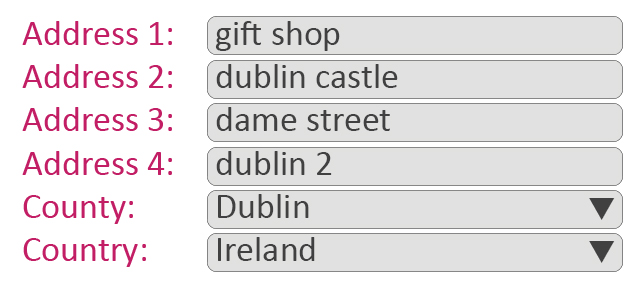 Address 1: gift shop
Address 2: dublin castle
Address 3: dame street
Address 4: dublin 2
County: Dublin
Country: Ireland